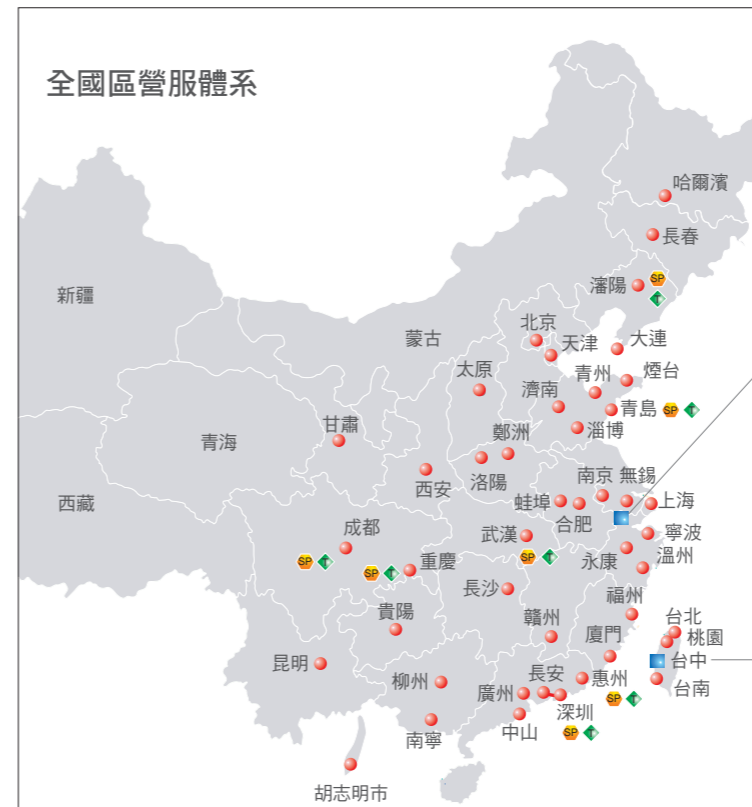 全國區營服體系
哈爾濱
長春
瀋陽
SP
T
新疆
蒙古
北京
天津
大連
太原
青州
煙台
濟南
青島
SP
T
淄博
甘肅
青海
鄭洲
洛陽
西安
西藏
南京
無錫
上海
蚌埠
合肥
成都
SP
T
SP
T
重慶
武漢
SP
T
寧波
永康
溫州
長沙
福州
貴陽
贛州
廈門
台北
桃園
台中
台南
昆明
柳州
廣州
長安
惠州
SP
T
深圳
SP
T
中山
南寧
胡志明市